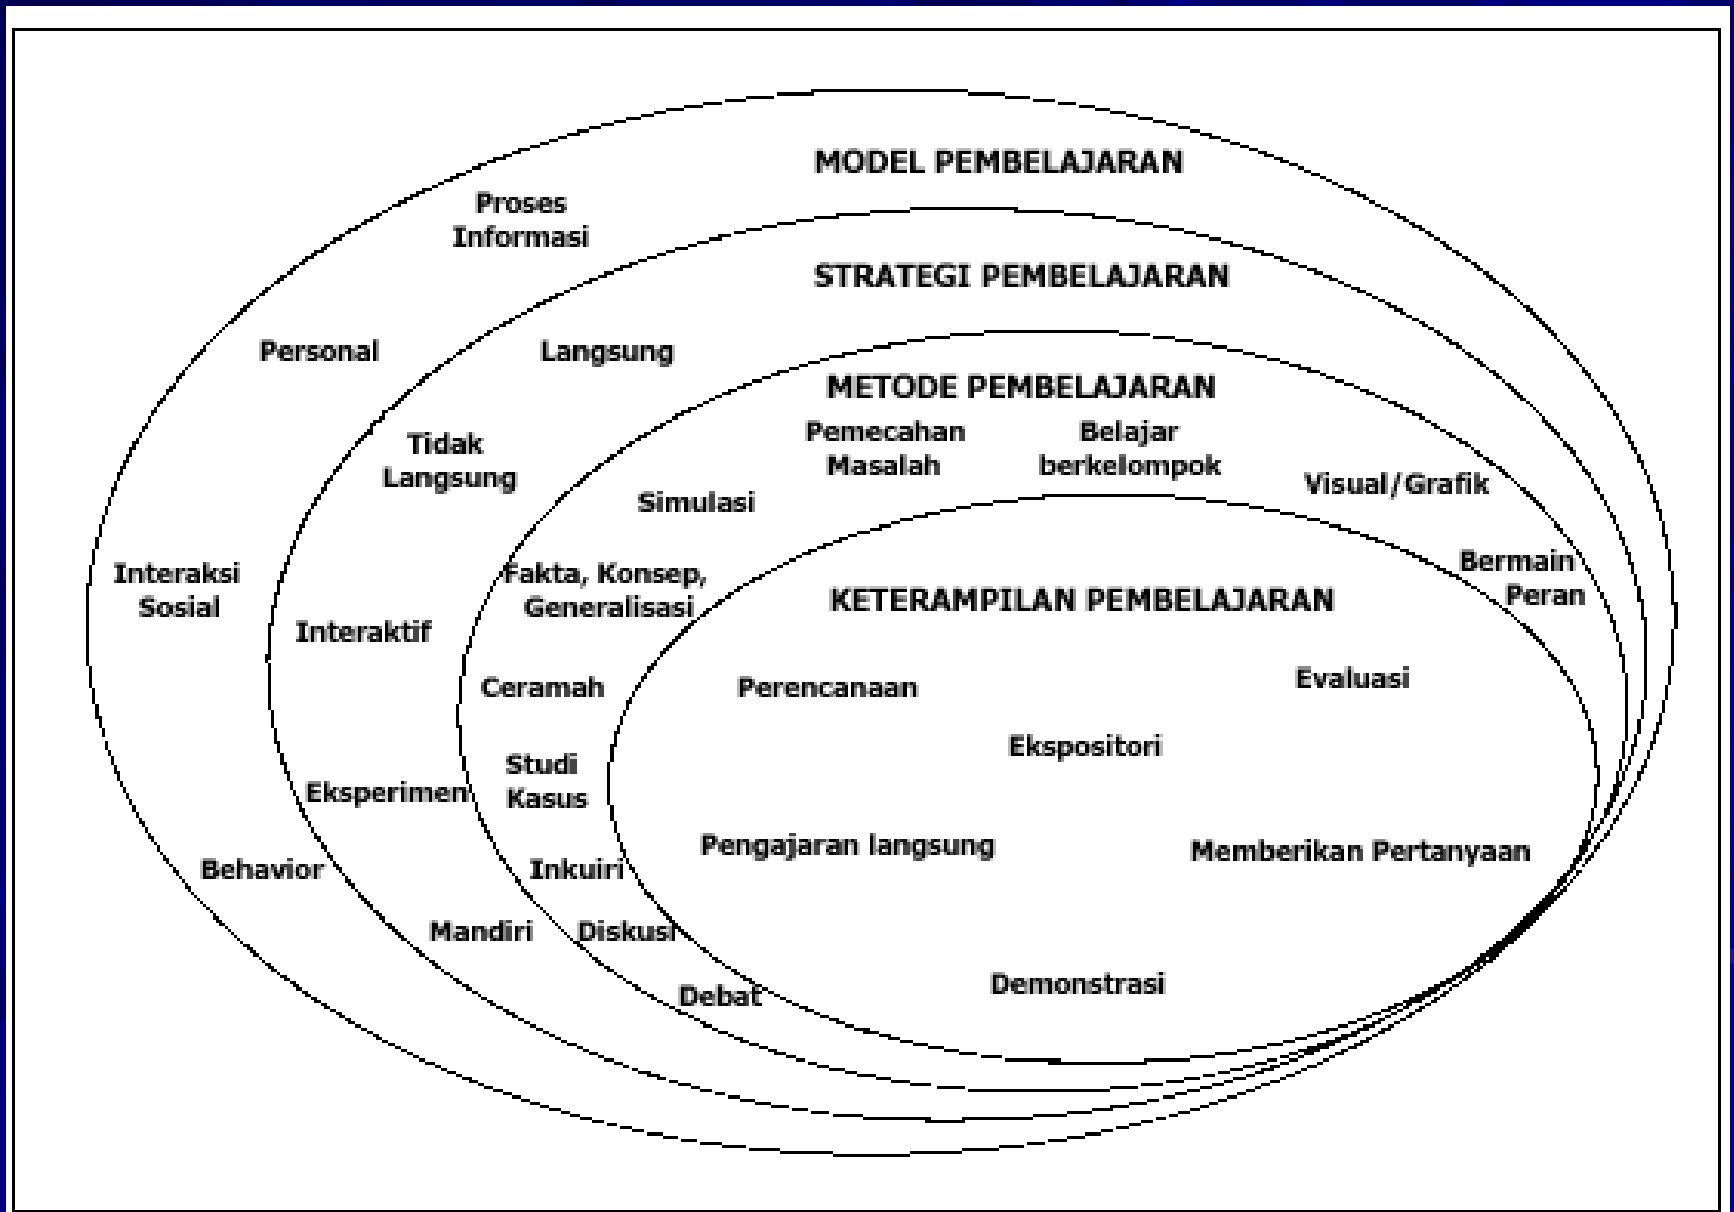 MODEL PEMBELAJARAN
Proses
Informasi
Personal
Interaksi
Sosial
Behavior
STRATEGI PEMBELAJARAN
Langsung
Tidak
Langsung
Interaktif
Eksperimen
Mandiri
METODE PEMBELAJARAN
Pemecahan
Masalah
Belajar
berkelompok
Visual/Grafik
Bermain
Peran
Simulasi
Fakta, Konsep,
Generalisasi
Ceramah
Studi
Kasus
Inkuiri
Diskusi
Debat
KETERAMPILAN PEMBELAJARAN
Perencanaan
Evaluasi
Ekspositori
Pengajaran langsung
Memberikan Pertanyaan
Demonstrasi